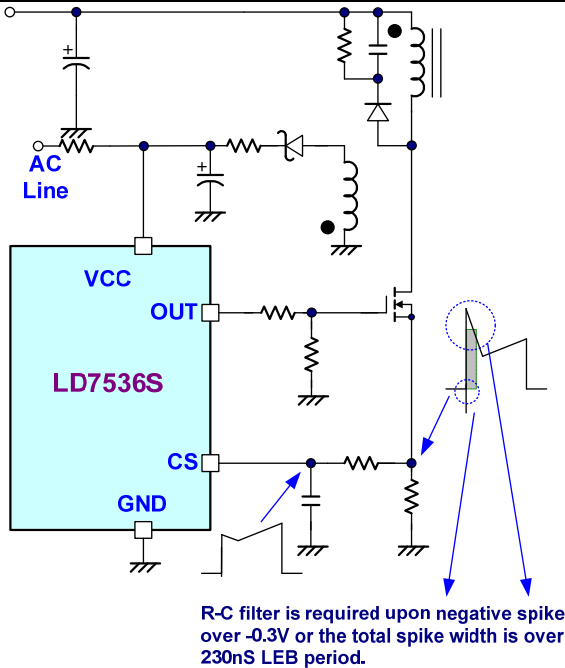 +
AC
Line
+
VCC
OUT
LD7536S
CS
GND
R-C filter is required upon negative spike
over -0.3V or the total spike width is over
230nS LEB period.